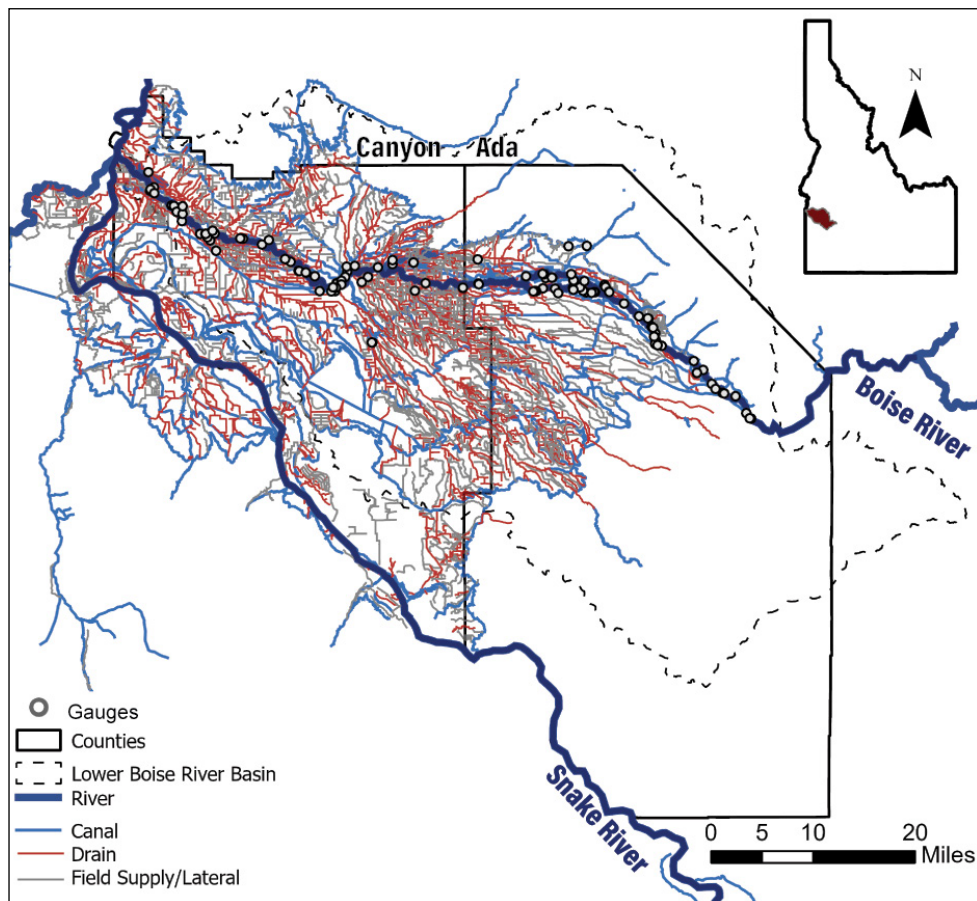 N
Canyon Ada
Boise River
Snake River
Gauges
Counties
Lower Boise River Basin
River
Canal
Drain
Field Supply/Lateral
0 5 10 20
Miles